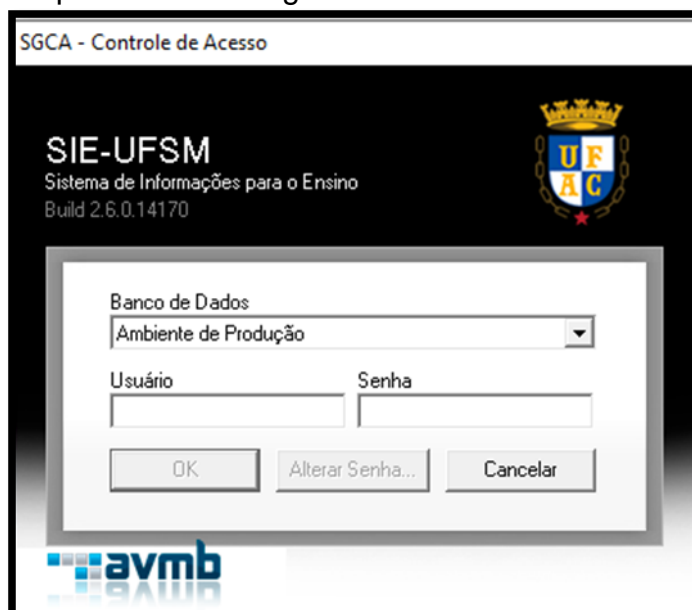 SGCA - Controle de Acesso
SIE-UFSM
Sistema de Informações para o Ensino
Build 2.6.0.14170
U F
A C
Banco de Dados
Ambiente de Produção
Usuário Senha
OK Alterar Senha... Cancelar
avmb